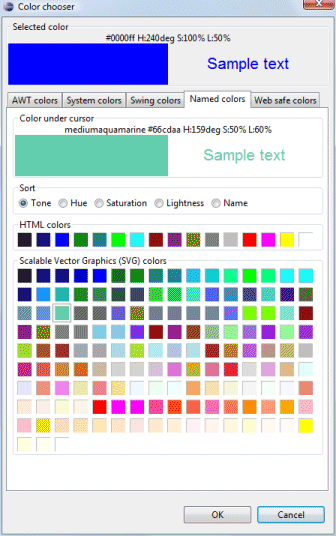 Color chooser
Selected color
#0000ff H:240deg S:100% L:50%
Sample text
AWT colors System colors Swing colors Named colors Web safe colors
Color under cursor
mediumaquamarine #66cdaa H:159deg S:50% L:60%
Sample text
Sort
Tone Hue Saturation Lightness Name
HTML colors
Scalable Vector Graphics (SVG) colors
OK Cancel